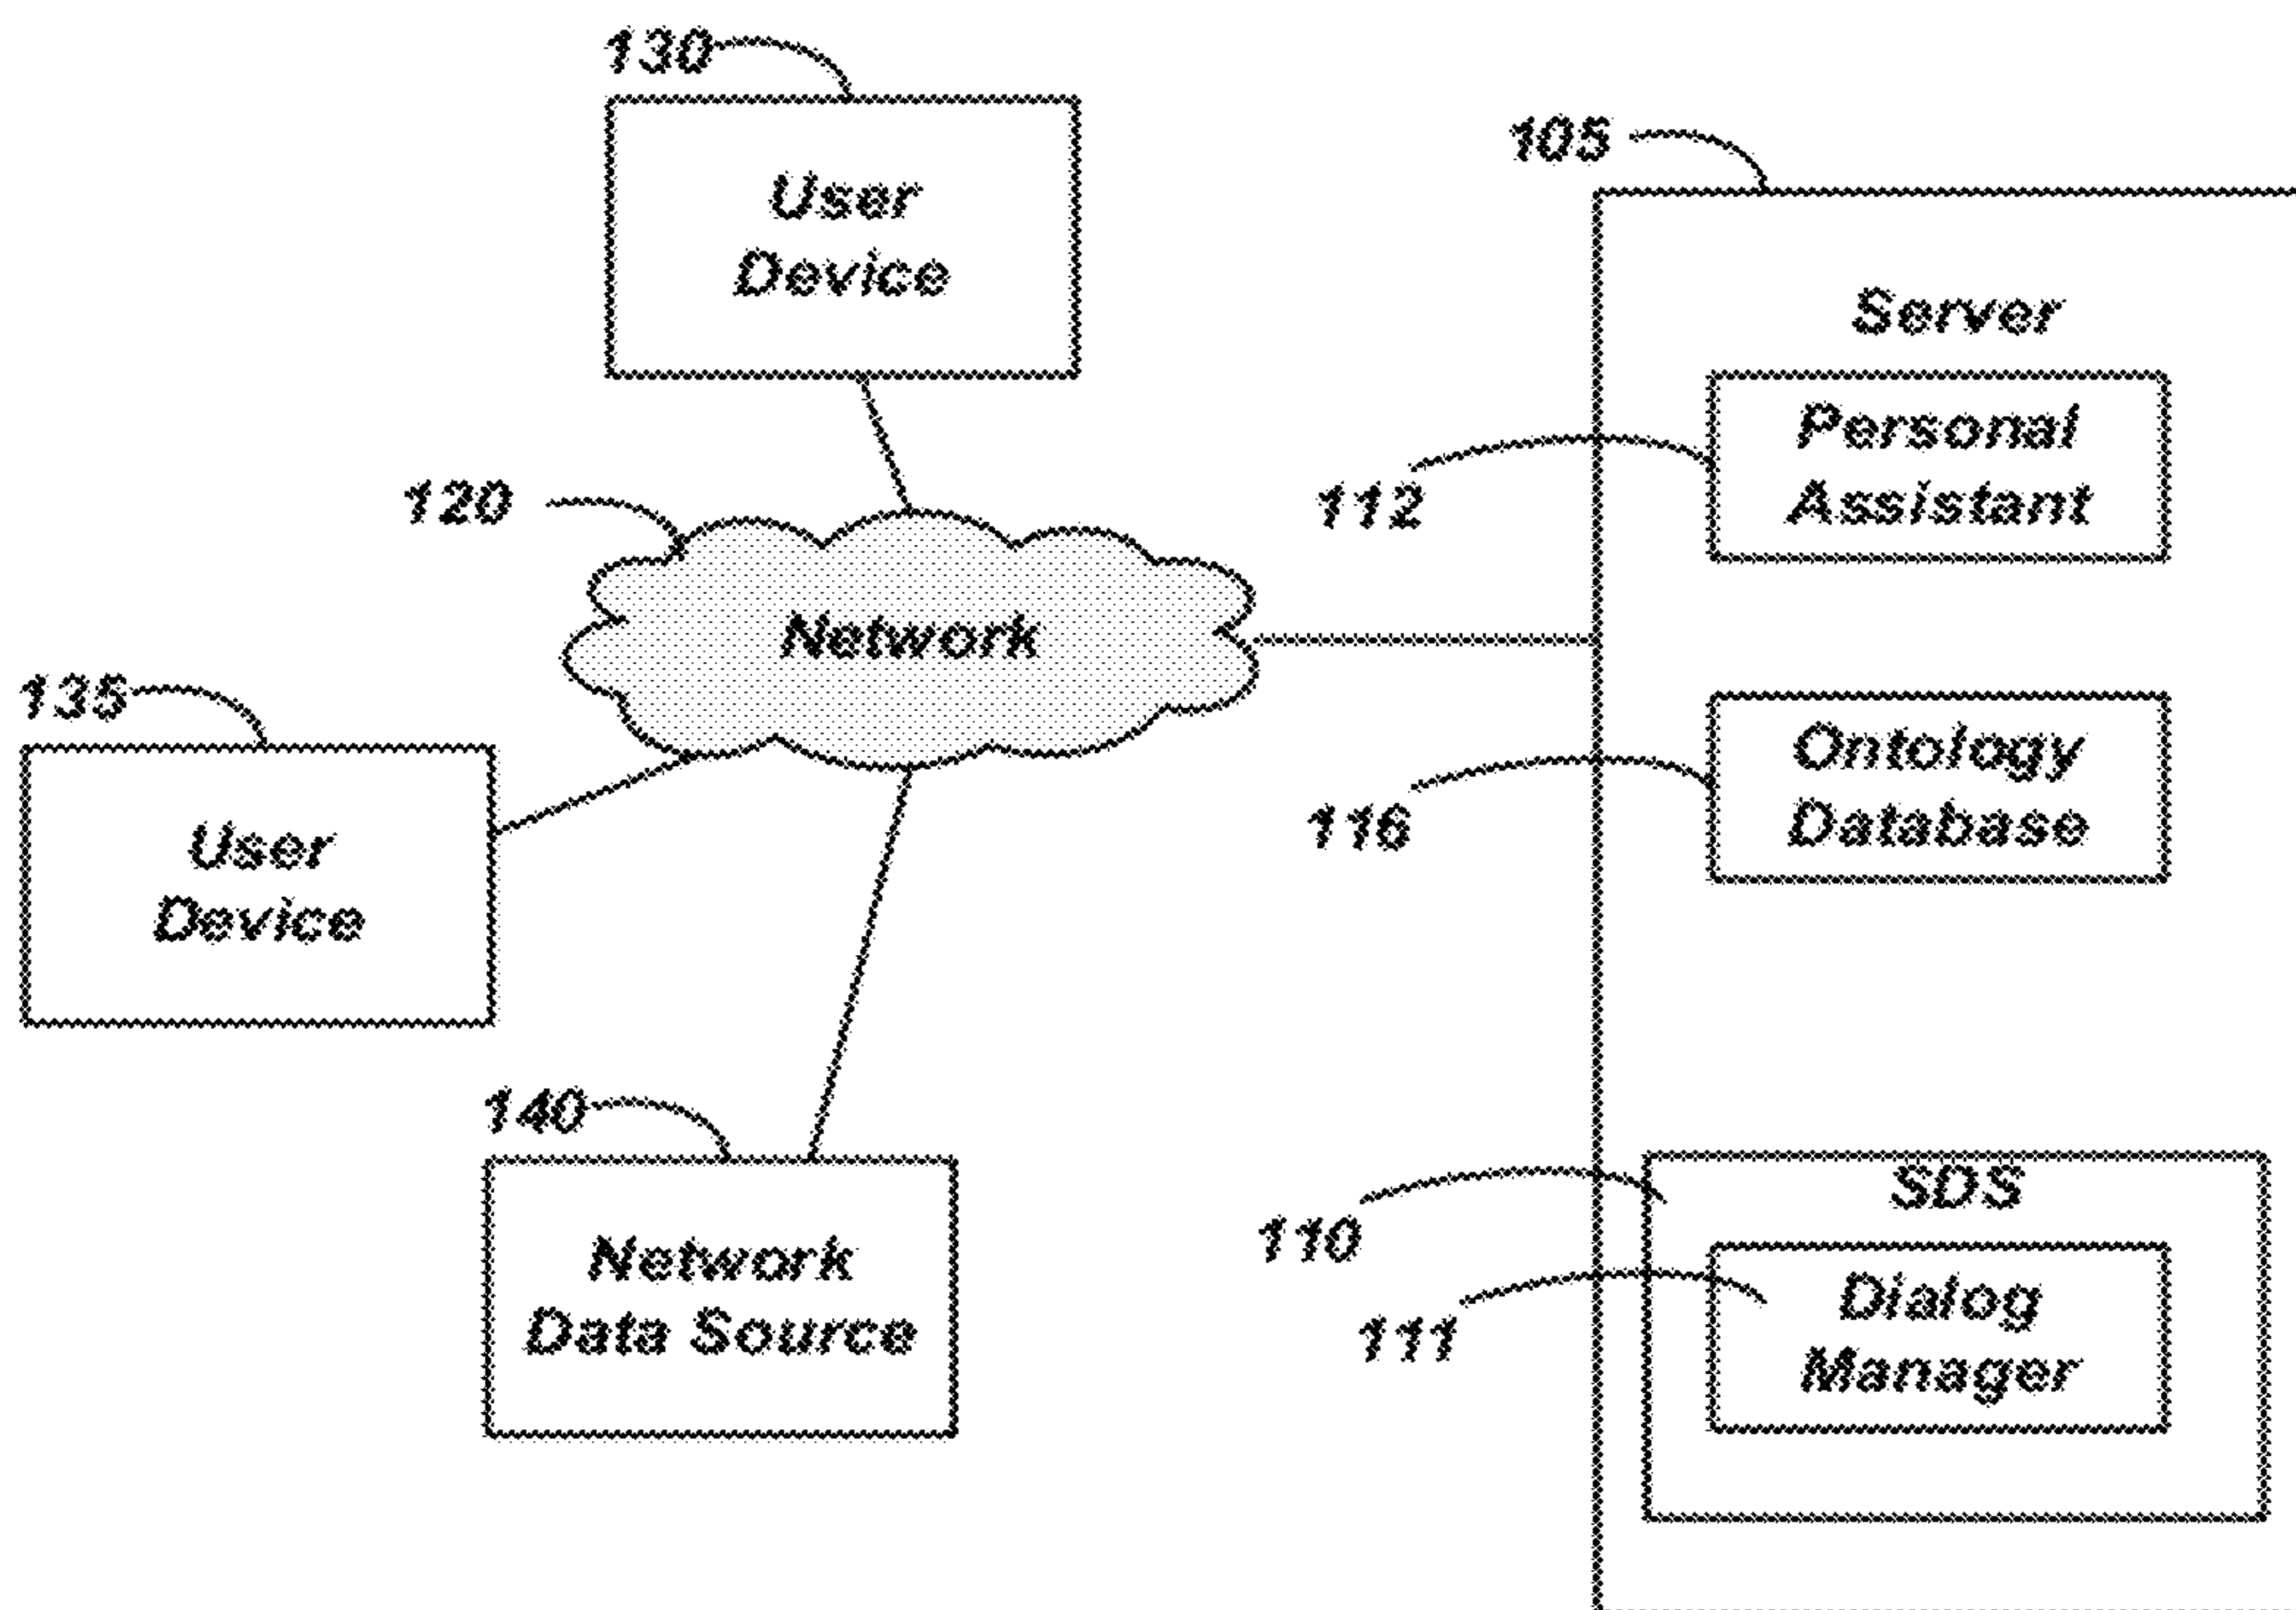 130
User
Device
105
Server
Personal
Assistant
112
120
Network
135
User
Device
Ontology
Database
116
140
Network
Data Source
SDS
110
Dialog
Manager
111